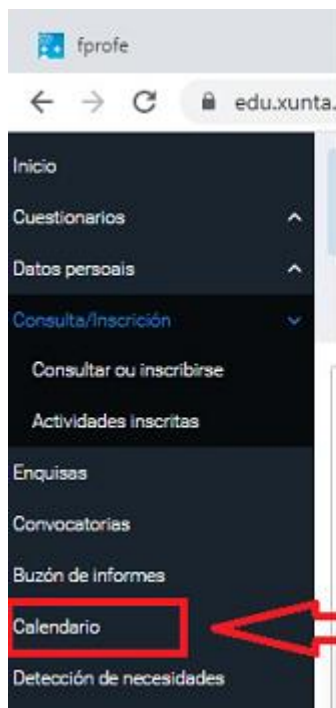 fprofe
edu.xunta.
Inicio
Cuestionarios
Datos persoais
Consulta/Inscrición
Consultar ou inscribirse
Actividades inscritas
Enquisas
Convocatorias
Buzón de informes
Calendario
Detección de necesidades